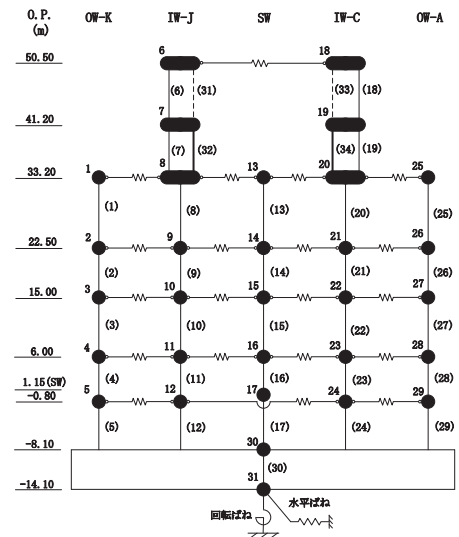 O.P. OW-K IW-J SW IW-C OW-A
(m)
50.50 6 18
(6) (31) (33) (18)
41.20 7 19
(7) (32) (34) (19)
33.20 1 8 13 20 25
(1) (8) (13) (20) (25)
22.50 2 9 14 21 26
(2) (9) (14) (21) (26)
15.00 3 10 15 22 27
(3) (10) (15) (22) (27)
6.00 4 11 16 23 28
(4) (11) (16) (23) (28)
1.15(SW) 17
-0.80 5 12 24 29
(5) (12) (17) (24) (29)
-8.10 30
(30)
-14.10 31
回転ばね 水平ばね